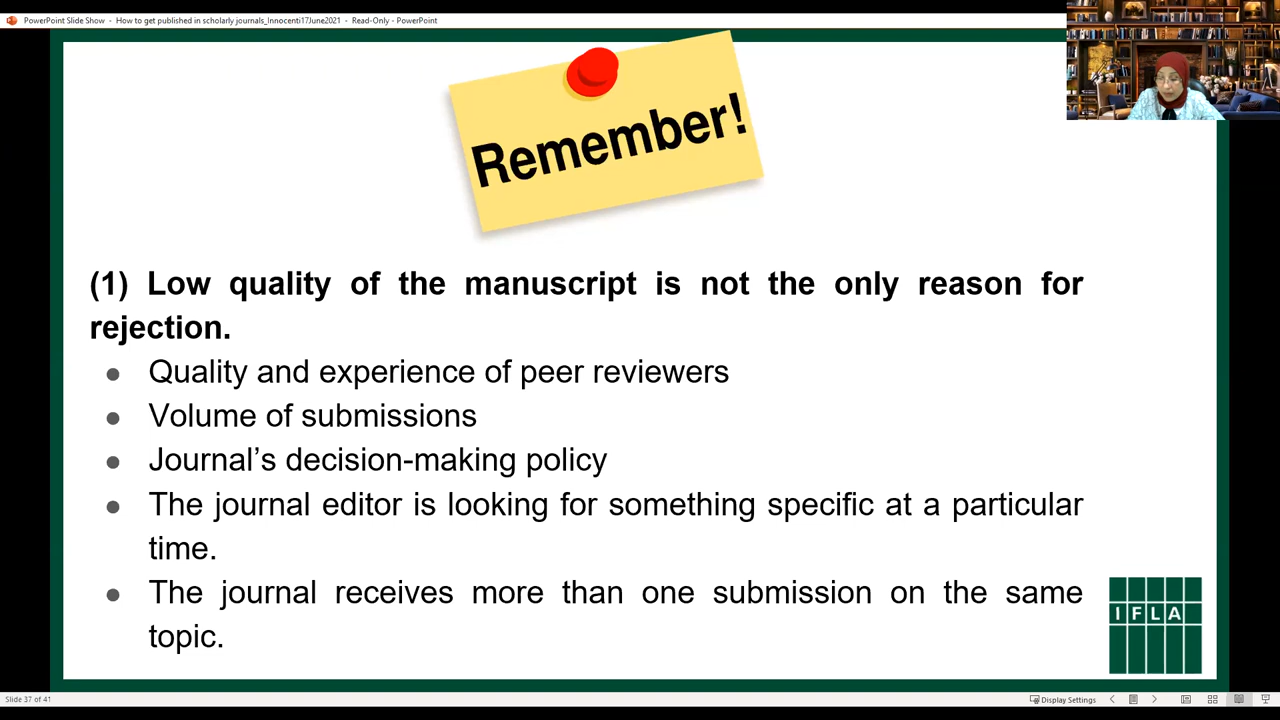 PowerPoint Slide Show - How to get published in scholarly journals_Innocenti17June2021 - Read-Only - PowerPoint
Remember!
(1) Low quality of the manuscript is not the only reason for
rejection.
Quality and experience of peer reviewers
Volume of submissions
Journal’s decision-making policy
The journal editor is looking for something specific at a particular
time.
The journal receives more than one submission on the same
topic.
IFLA
Slide 37 of 41
Display Settings